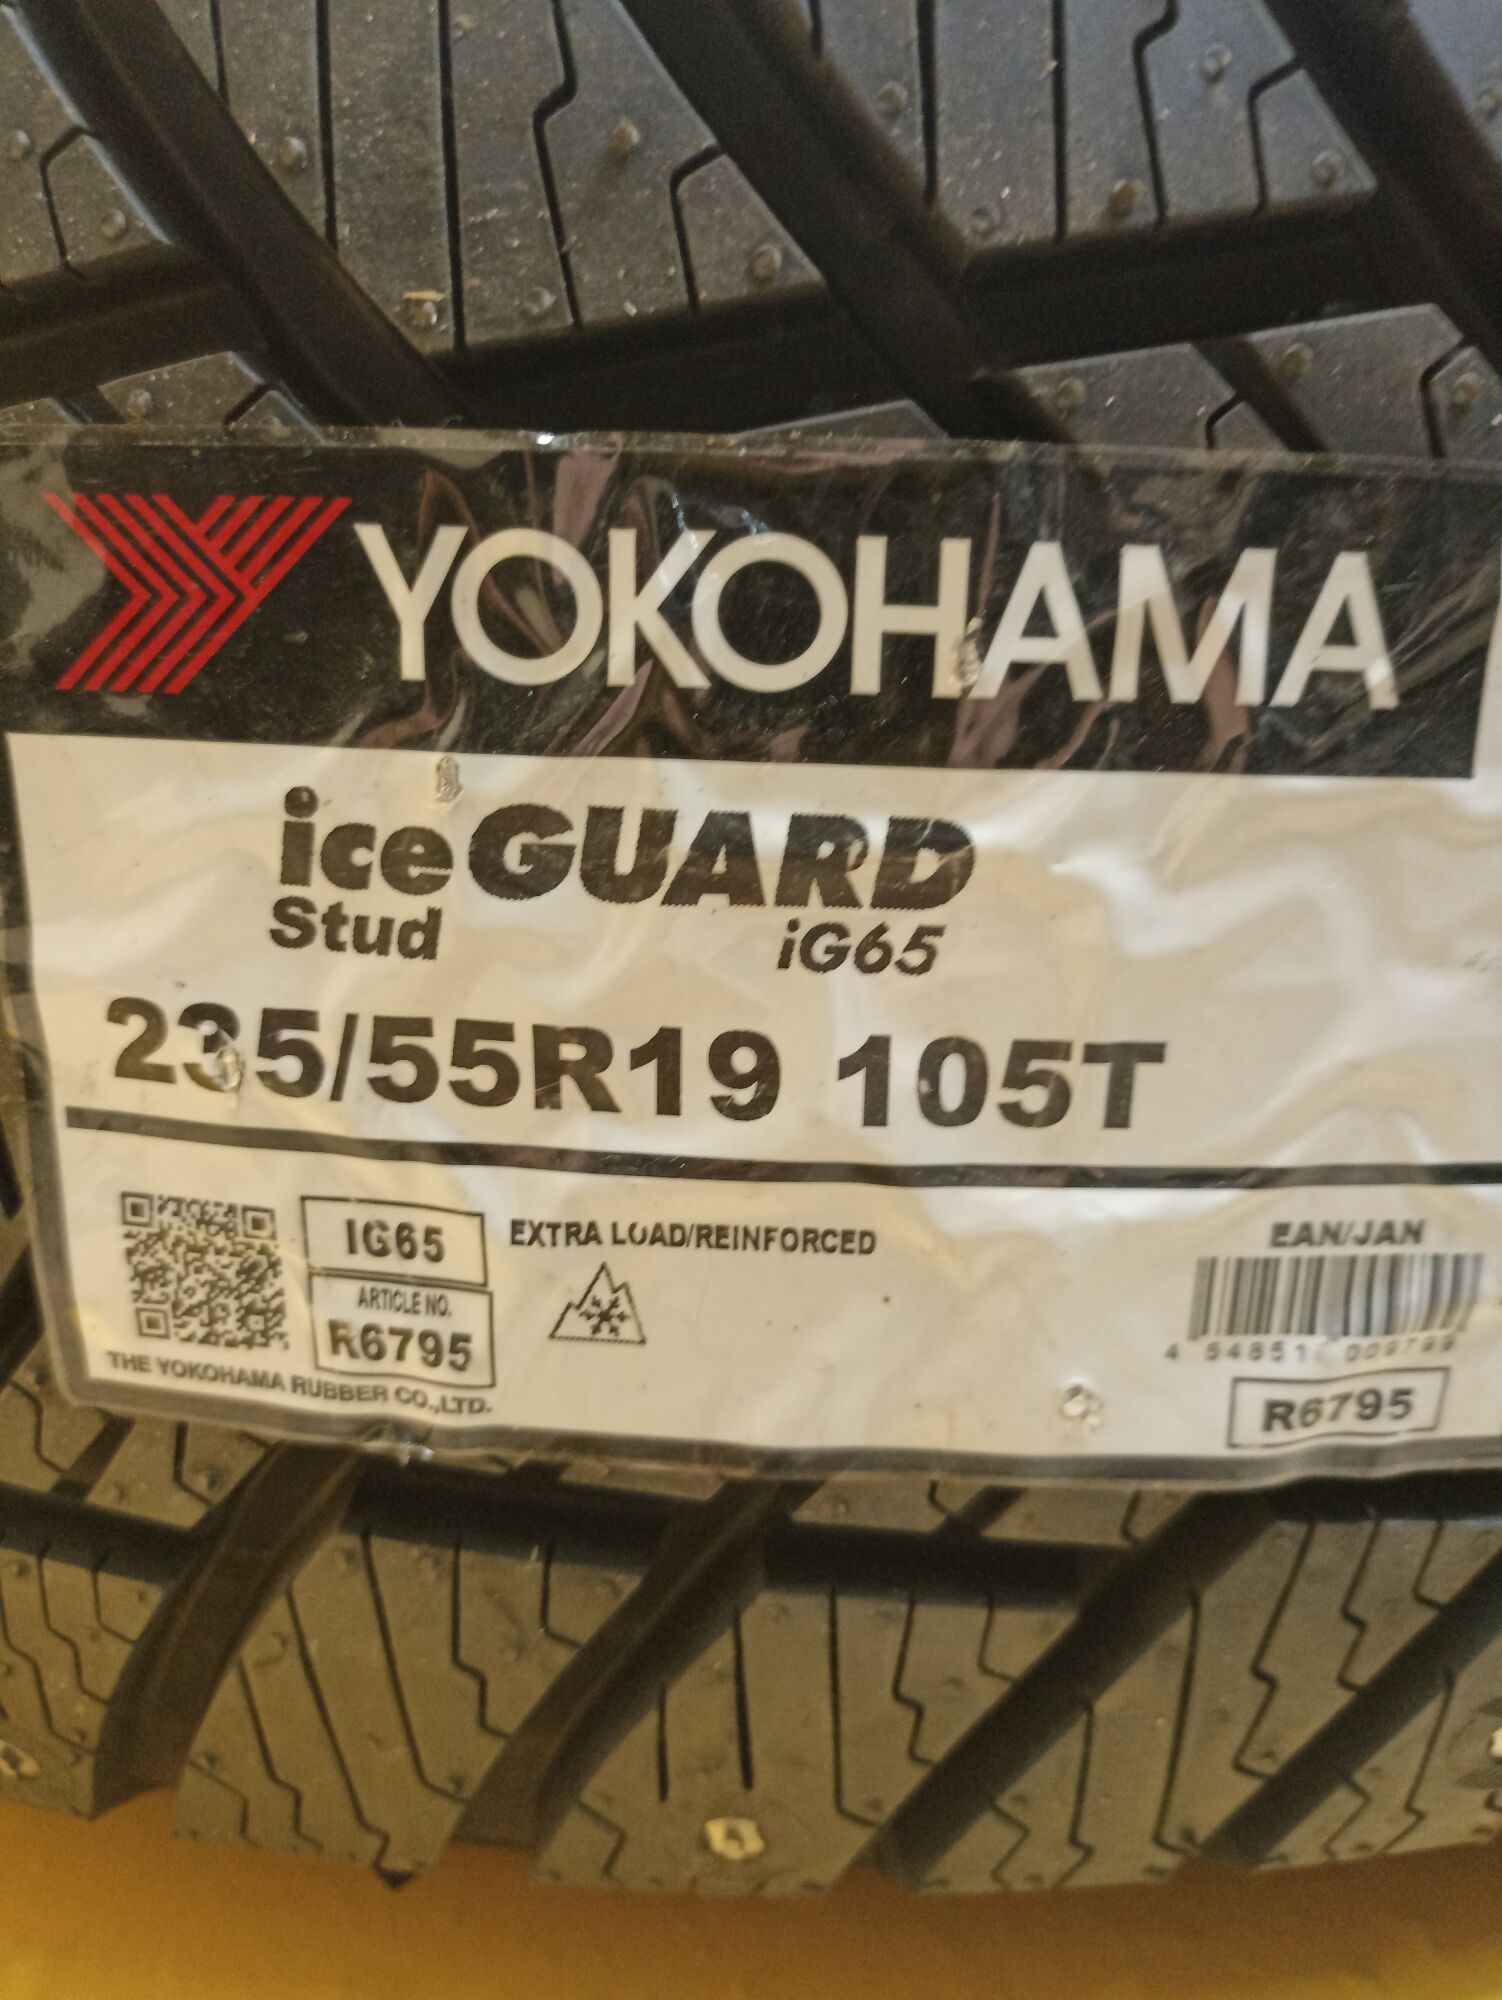 YOKOHAMA
iceGUARD
Stud iG65
235/55R19 105T
IG65
ARTICLE NO.
R6795
THE YOKOHAMA RUBBER CO.,LTD.
EXTRA LOAD/REINFORCED
EAN/JAN
R6795